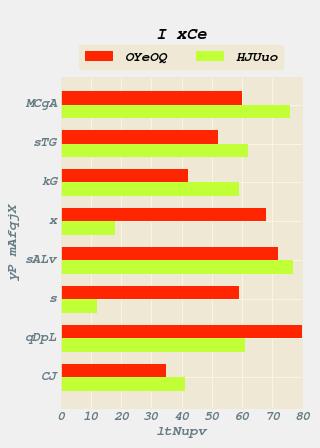 I xCe
OYeOQ HJUuo
MCgA
sTG
kG
x
sALv
s
qDpL
CJ
yP mAfqjX
0 10 20 30 40 50 60 70 80
ltNupv